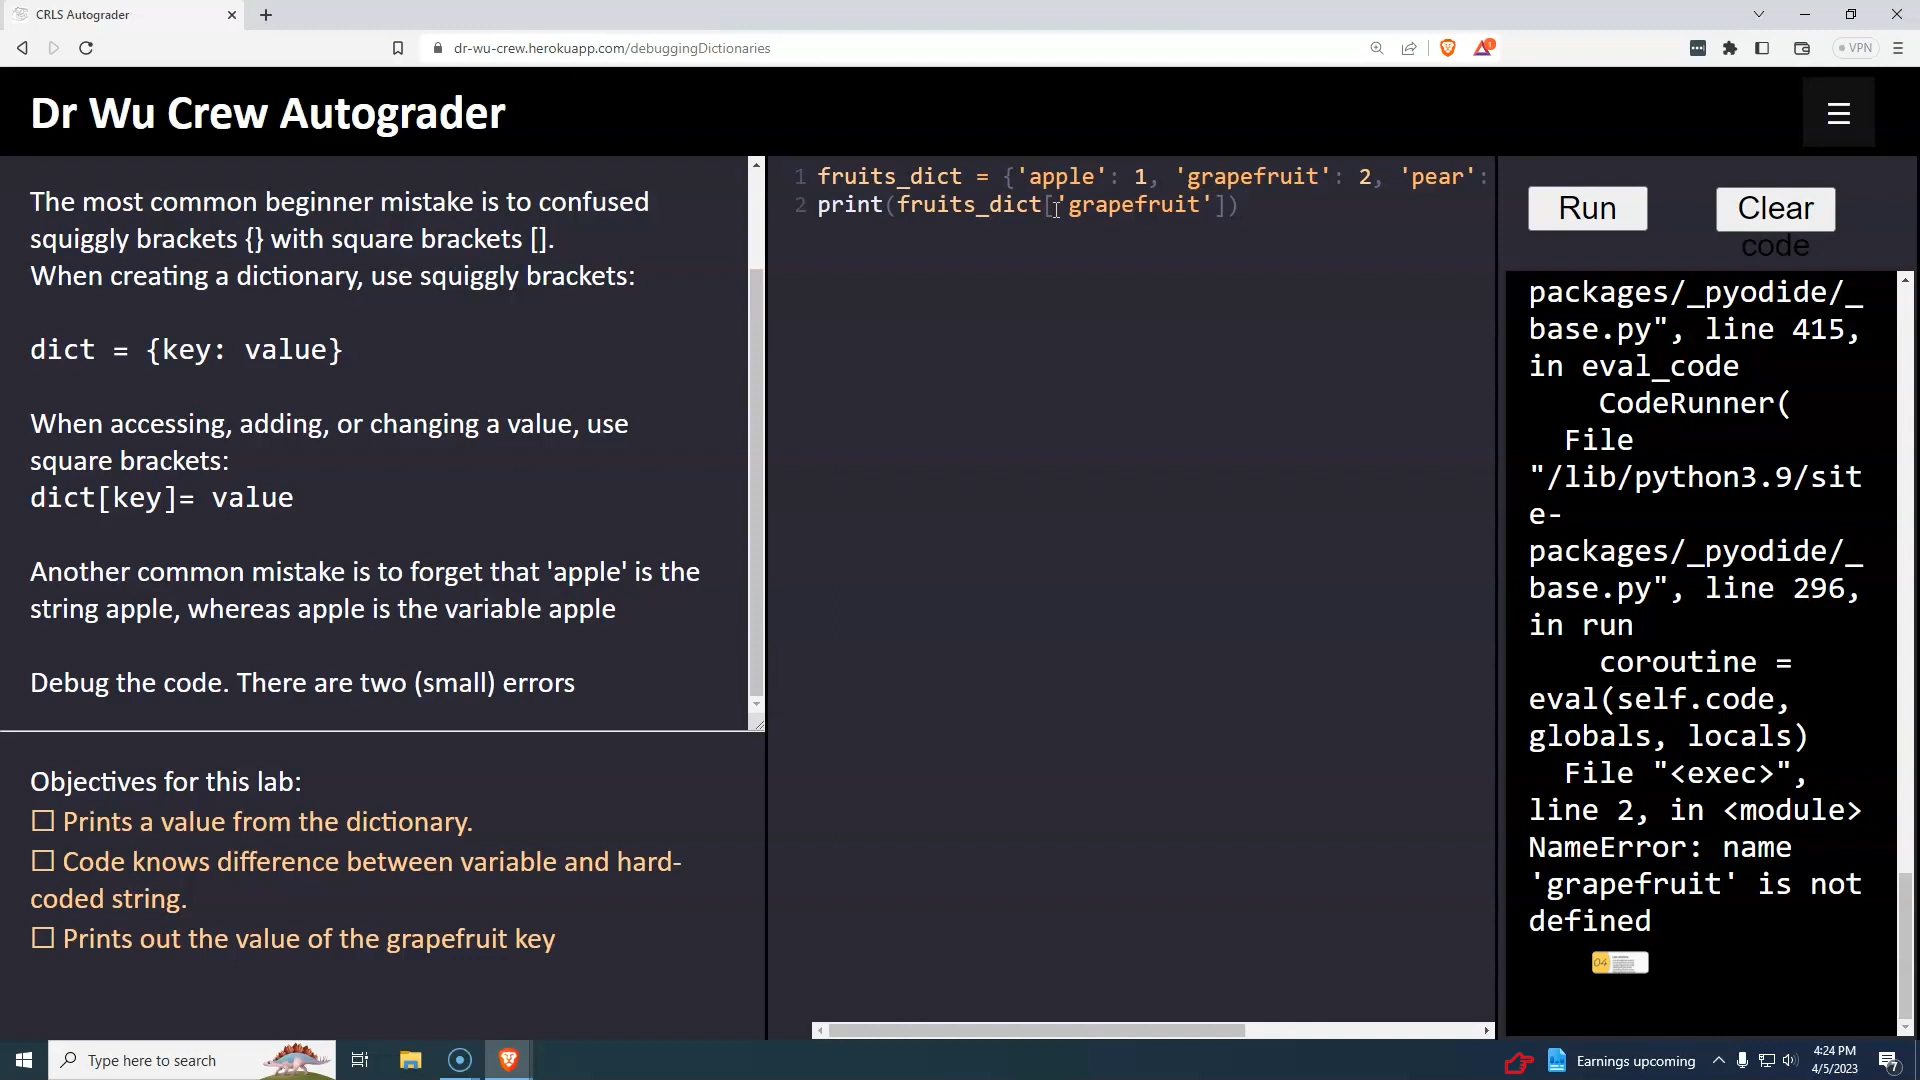 CRLS Autograder
dr-wu-crew.herokuapp.com/debuggingDictionaries
VPN
Dr Wu Crew Autograder
The most common beginner mistake is to confused
squiggly brackets {} with square brackets [].
When creating a dictionary, use squiggly brackets:
dict = {key: value}
When accessing, adding, or changing a value, use
square brackets:
dict[key]= value
Another common mistake is to forget that 'apple' is the
string apple, whereas apple is the variable apple
Debug the code. There are two (small) errors
Objectives for this lab:
☐ Prints a value from the dictionary.
☐ Code knows difference between variable and hard-
coded string.
☐ Prints out the value of the grapefruit key
1 fruits_dict = {'apple': 1, 'grapefruit': 2, 'pear':
2 print(fruits_dict['grapefruit'])
Run
Clear
code
packages/_pyodide/_
base.py", line 415,
in eval_code
CodeRunner(
File
"/lib/python3.9/sit
e-
packages/_pyodide/_
base.py", line 296,
in run
coroutine =
eval(self.code,
globals, locals)
File "<exec>",
line 2, in <module>
NameError: name
'grapefruit' is not
defined
04
Type here to search
Earnings upcoming
4:24 PM
4/5/2023
7